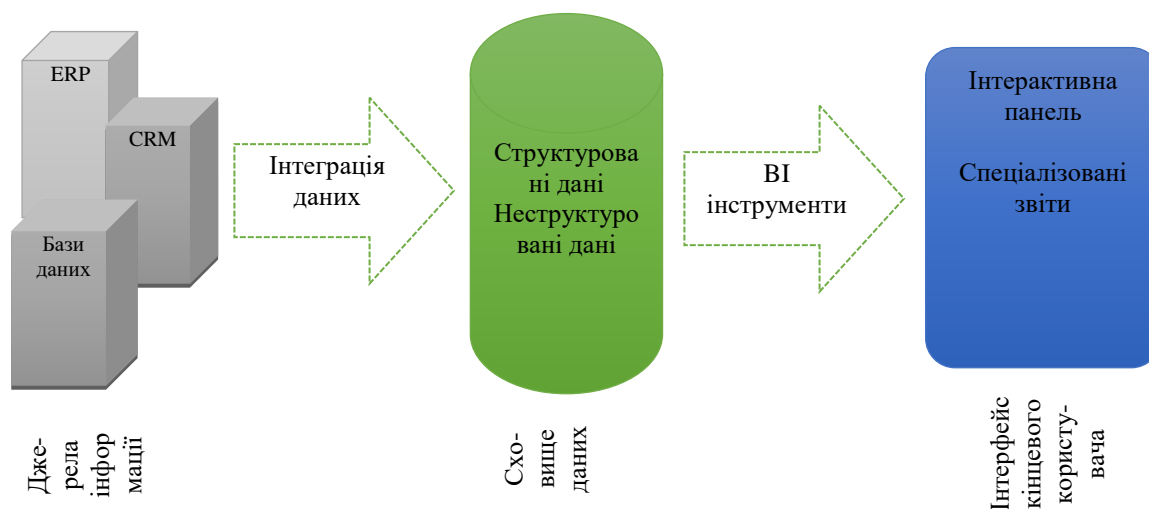 ERP
CRM
Бази
даних
Інтеграція
даних
Структурова
ні дані
Неструктуро
вані дані
BI
інструменти
Інтерактивна
панель
Спеціалізовані
звіти
Дже-
рела
інфор
мації
Схо-
вище
даних
Інтерфейс
кінцевого
користу-
вача